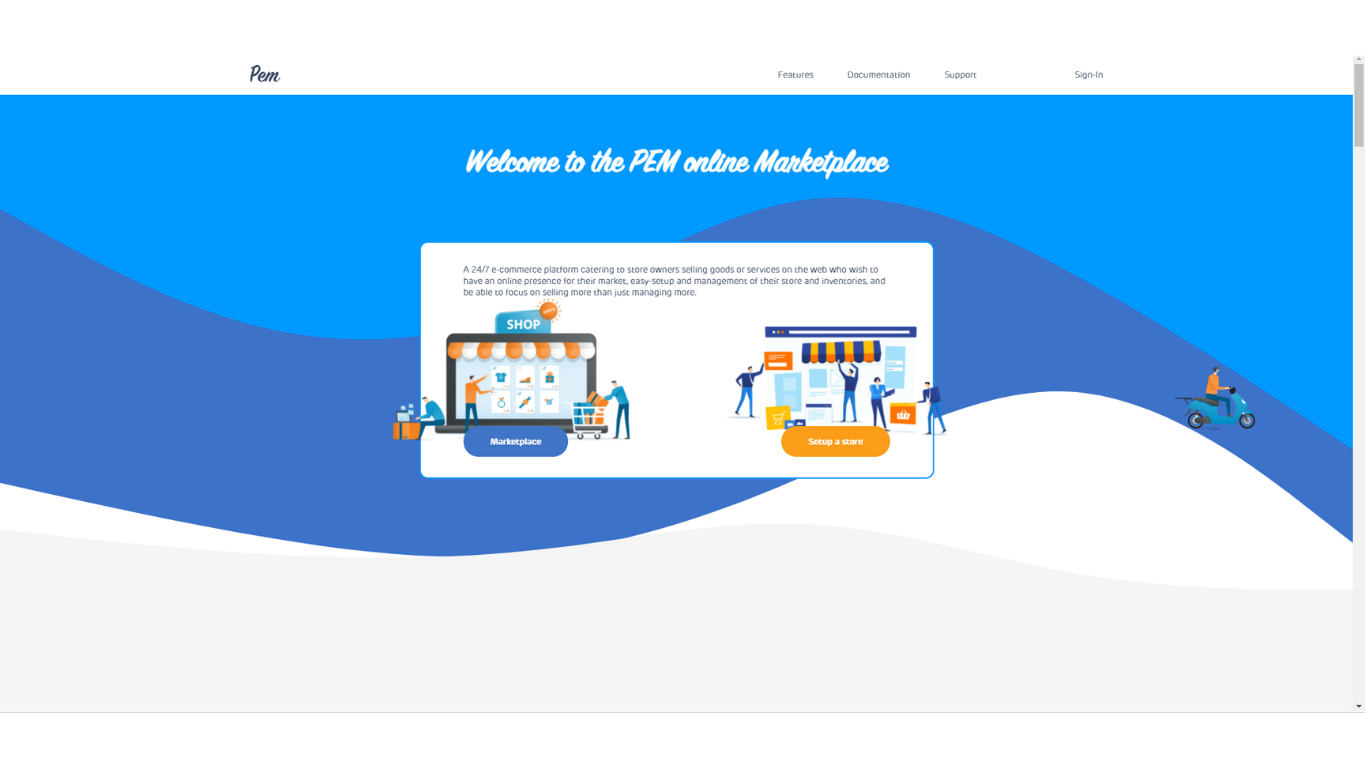 Pem
Features
Documentation
Support
Sign-In
Welcome to the PEM online Marketplace
A 24/7 e-commerce platform catering to store owners selling goods or services on the web who wish to
have an online presence for their market, easy-setup and management of their store and inventories, and
be able to focus on selling more than just managing more.
SHOP
Marketplace
Setup a store